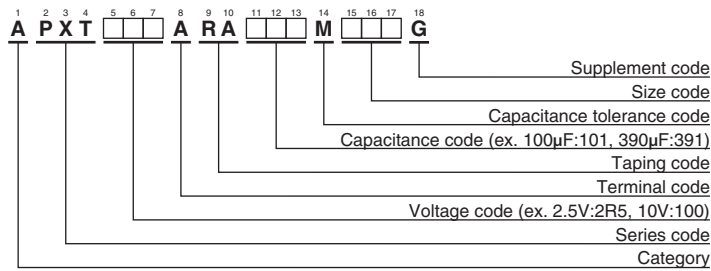 1 2 3 4 5 6 7 8 9 10 11 12 13 14 15 16 17 18
A PXT A RA M G
Supplement code
Size code
Capacitance tolerance code
Capacitance code (ex. 100µF:101, 390µF:391)
Taping code
Terminal code
Voltage code (ex. 2.5V:2R5, 10V:100)
Series code
Category